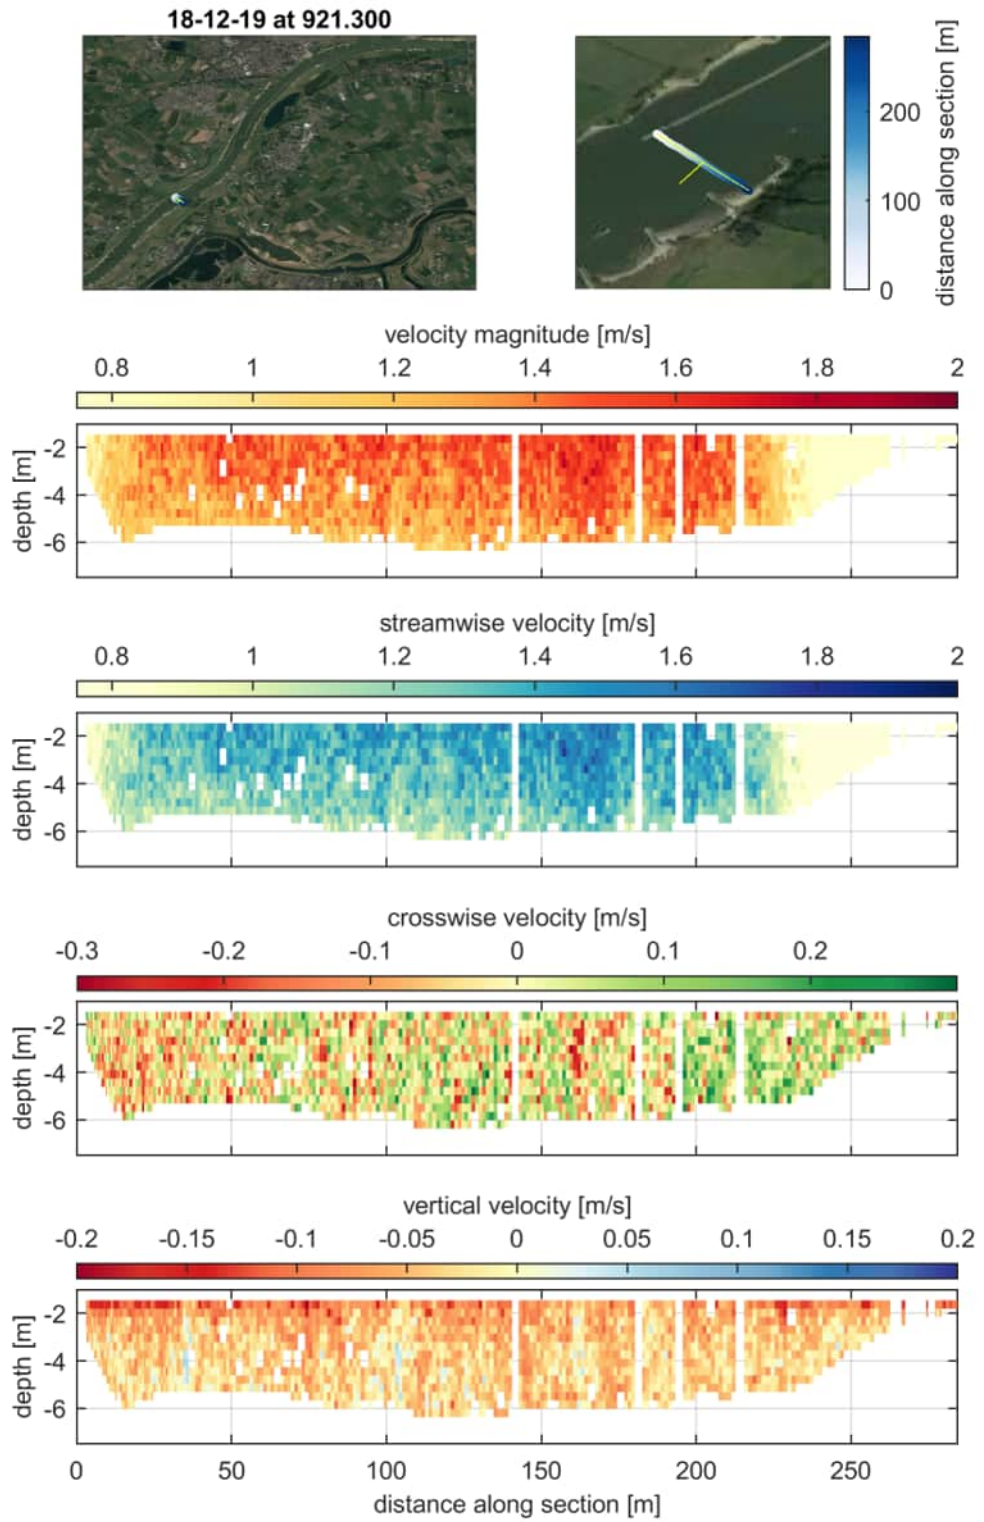 18-12-19 at 921.300
distance along section [m]
200
100
0
velocity magnitude [m/s]
0.8 1 1.2 1.4 1.6 1.8 2
depth [m]
-2
-4
-6
streamwise velocity [m/s]
0.8 1 1.2 1.4 1.6 1.8 2
depth [m]
-2
-4
-6
crosswise velocity [m/s]
-0.3 -0.2 -0.1 0 0.1 0.2
depth [m]
-2
-4
-6
vertical velocity [m/s]
-0.2 -0.15 -0.1 -0.05 0 0.05 0.1 0.15 0.2
depth [m]
-2
-4
-6
0 50 100 150 200 250
distance along section [m]